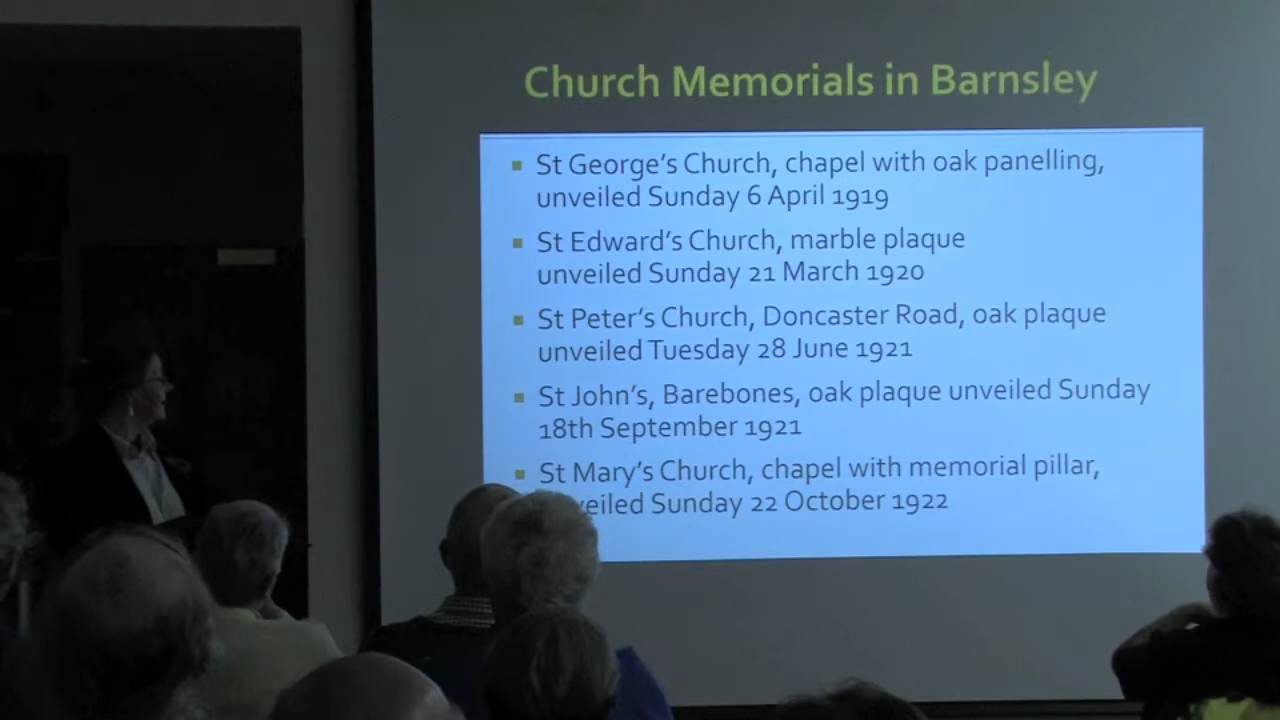 Church Memorials in Barnsley
St George's Church, chapel with oak panelling,
unveiled Sunday 6 April 1919
St Edward's Church, marble plaque
unveiled Sunday 21 March 1920
St Peter's Church, Doncaster Road, oak plaque
unveiled Tuesday 28 June 1921
St John's, Barebones, oak plaque unveiled Sunday
18th September 1921
St Mary's Church, chapel with memorial pillar,
veiled Sunday 22 October 1922